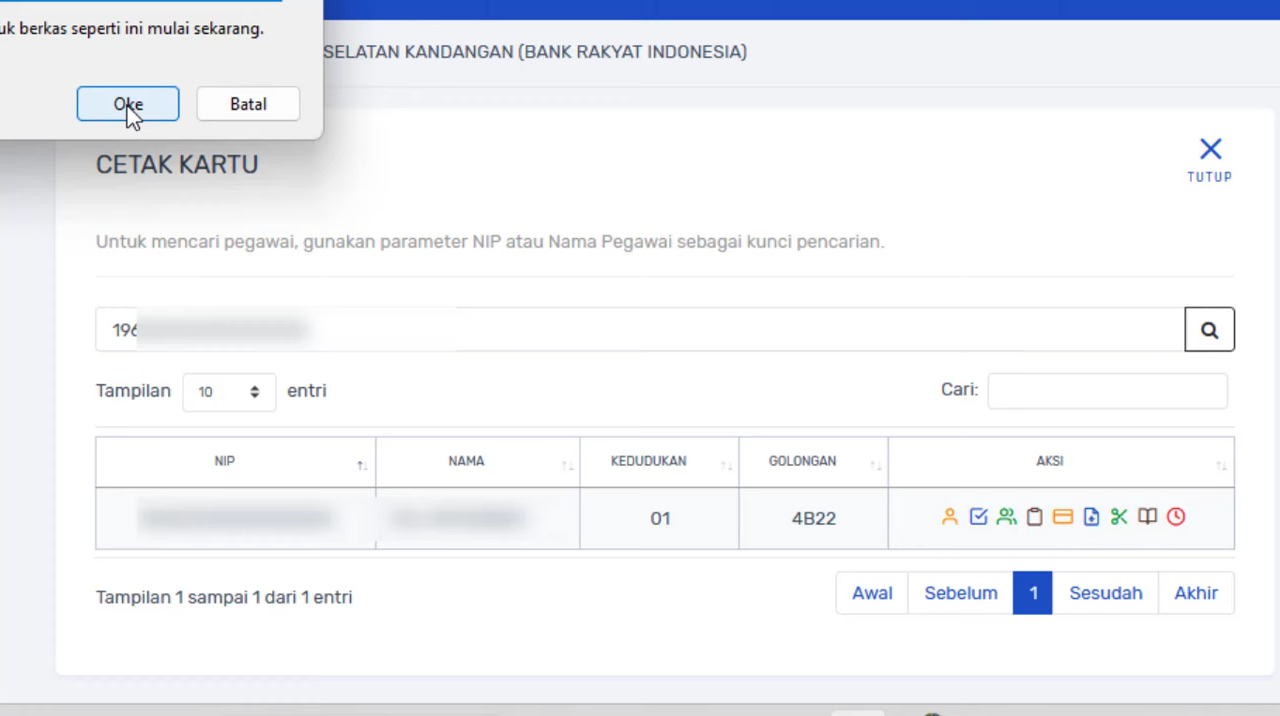 berkas seperti ini mulai sekarang.
SELATAN KANDANGAN (BANK RAKYAT INDONESIA)
Oke
Batal
CETAK KARTU
TUTUP
Untuk mencari pegawai, gunakan parameter NIP atau Nama Pegawai sebagai kunci pencarian.
196
Tampilan 10 entri
Cari:
NIP NAMA KEDUDUKAN GOLONGAN AKSI
01 4B22
Tampilan 1 sampai 1 dari 1 entri
Awal Sebelum 1 Sesudah Akhir